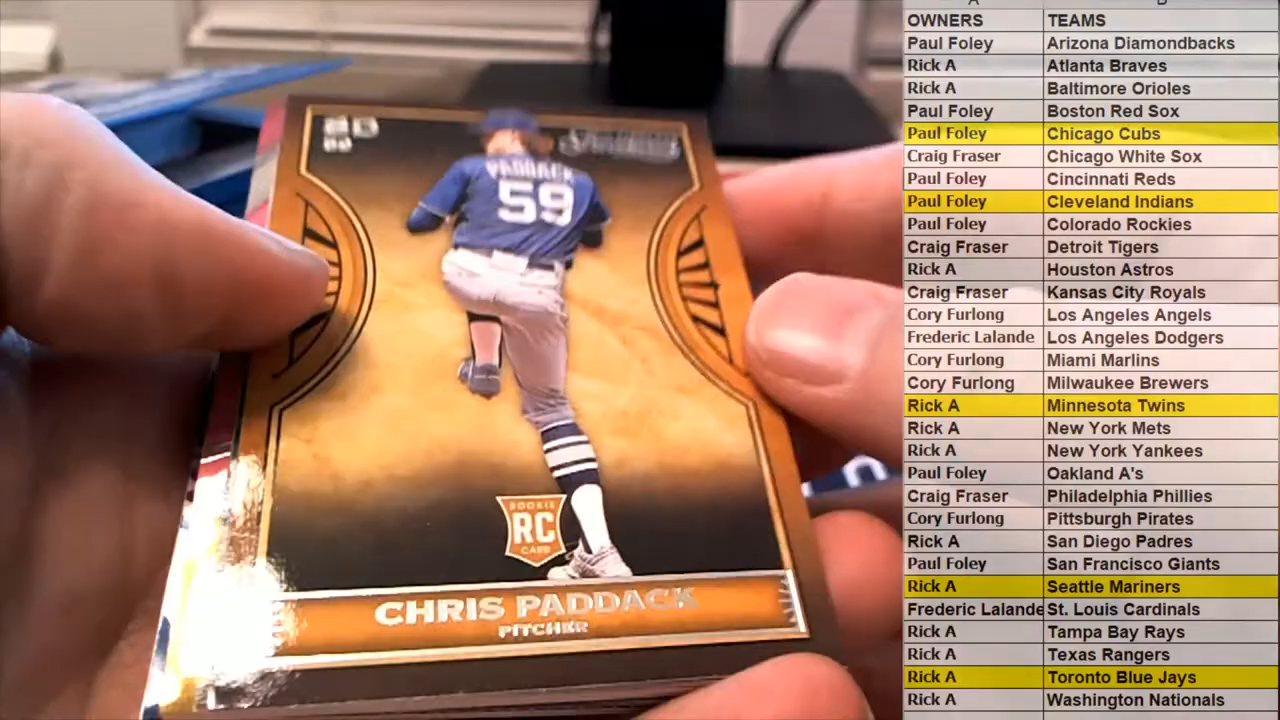 A B
OWNERS TEAMS
Paul Foley Arizona Diamondbacks
Rick A Atlanta Braves
Rick A Baltimore Orioles
Paul Foley Boston Red Sox
Paul Foley Chicago Cubs
Craig Fraser Chicago White Sox
Paul Foley Cincinnati Reds
Paul Foley Cleveland Indians
Paul Foley Colorado Rockies
Craig Fraser Detroit Tigers
Rick A Houston Astros
Craig Fraser Kansas City Royals
Cory Furlong Los Angeles Angels
Frederic Lalande Los Angeles Dodgers
Cory Furlong Miami Marlins
Cory Furlong Milwaukee Brewers
Rick A Minnesota Twins
Rick A New York Mets
Rick A New York Yankees
Paul Foley Oakland A's
Craig Fraser Philadelphia Phillies
Cory Furlong Pittsburgh Pirates
Rick A San Diego Padres
Paul Foley San Francisco Giants
Rick A Seattle Mariners
Frederic Lalande St. Louis Cardinals
Rick A Tampa Bay Rays
Rick A Texas Rangers
Rick A Toronto Blue Jays
Rick A Washington Nationals
SD
PADDACK
59
ROOKIE
RC
CARD
CHRIS PADDACK
PITCHER